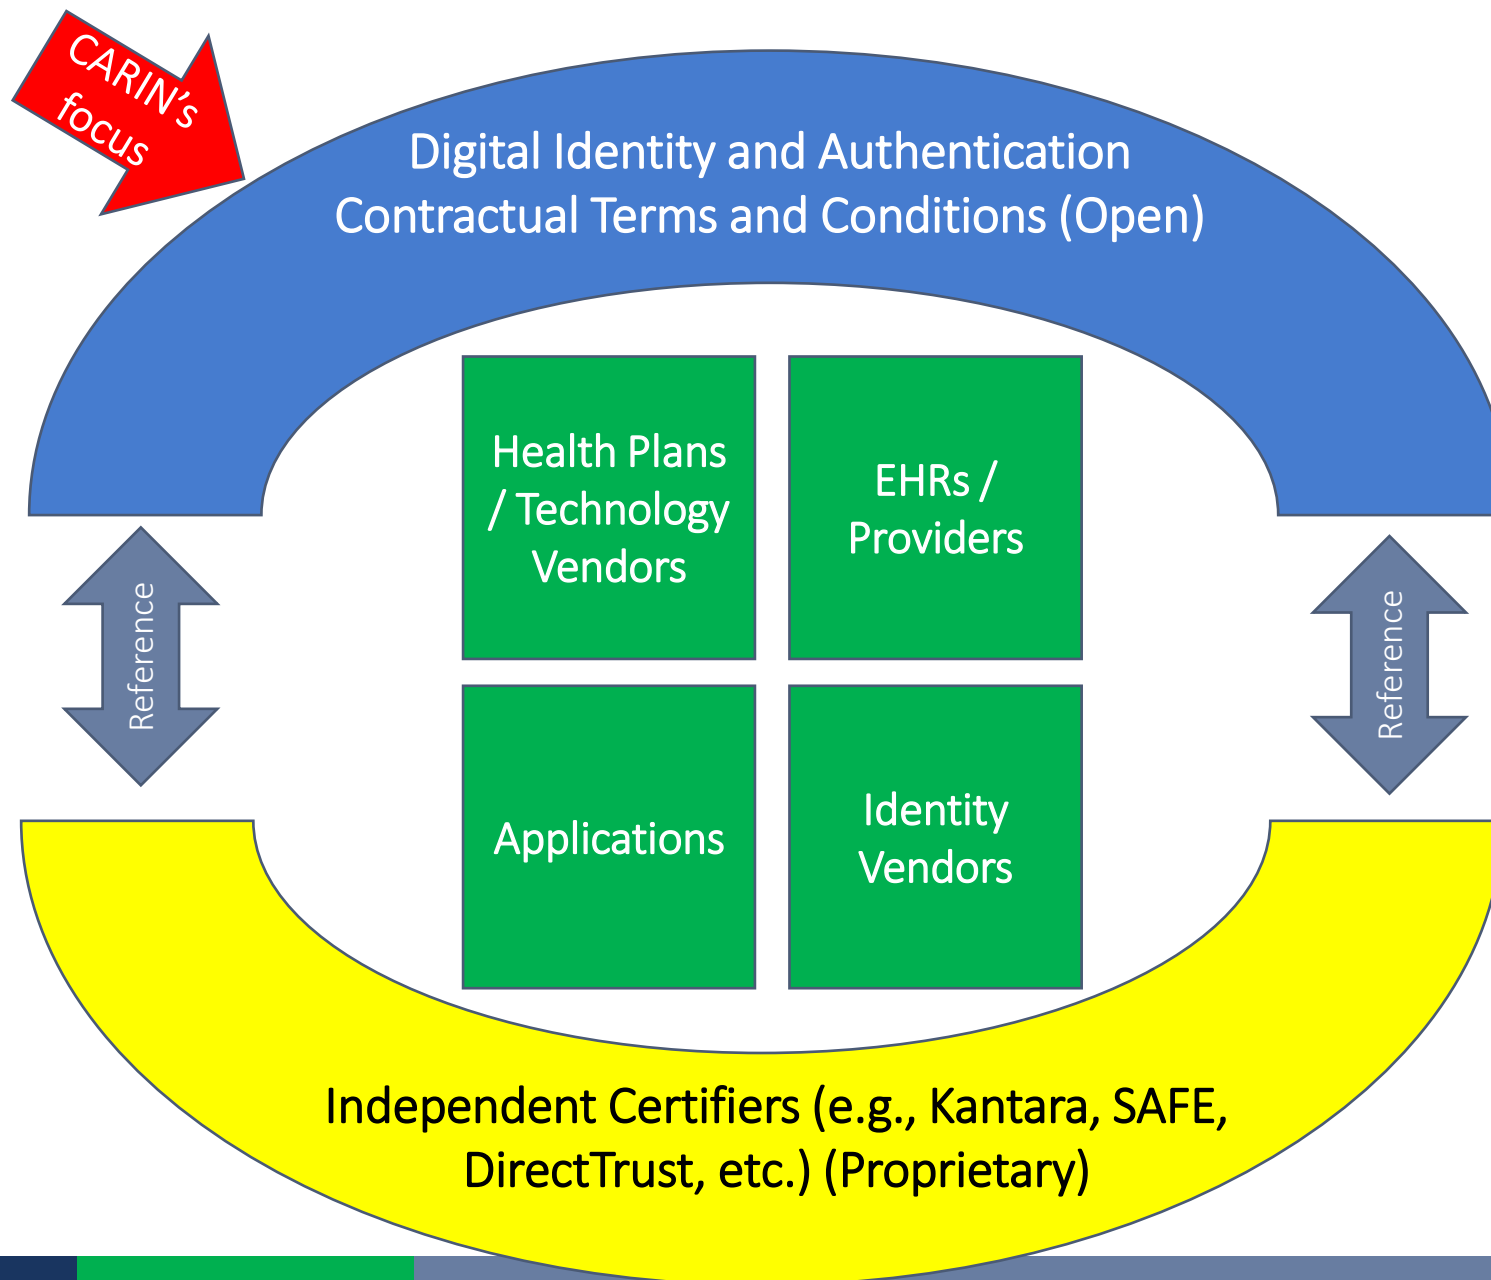 CARIN's
focus
Digital Identity and Authentication
Contractual Terms and Conditions (Open)
Health Plans
/ Technology
Vendors
EHRs /
Providers
Reference
Reference
Applications
Identity
Vendors
Independent Certifiers (e.g., Kantara, SAFE,
DirectTrust, etc.) (Proprietary)